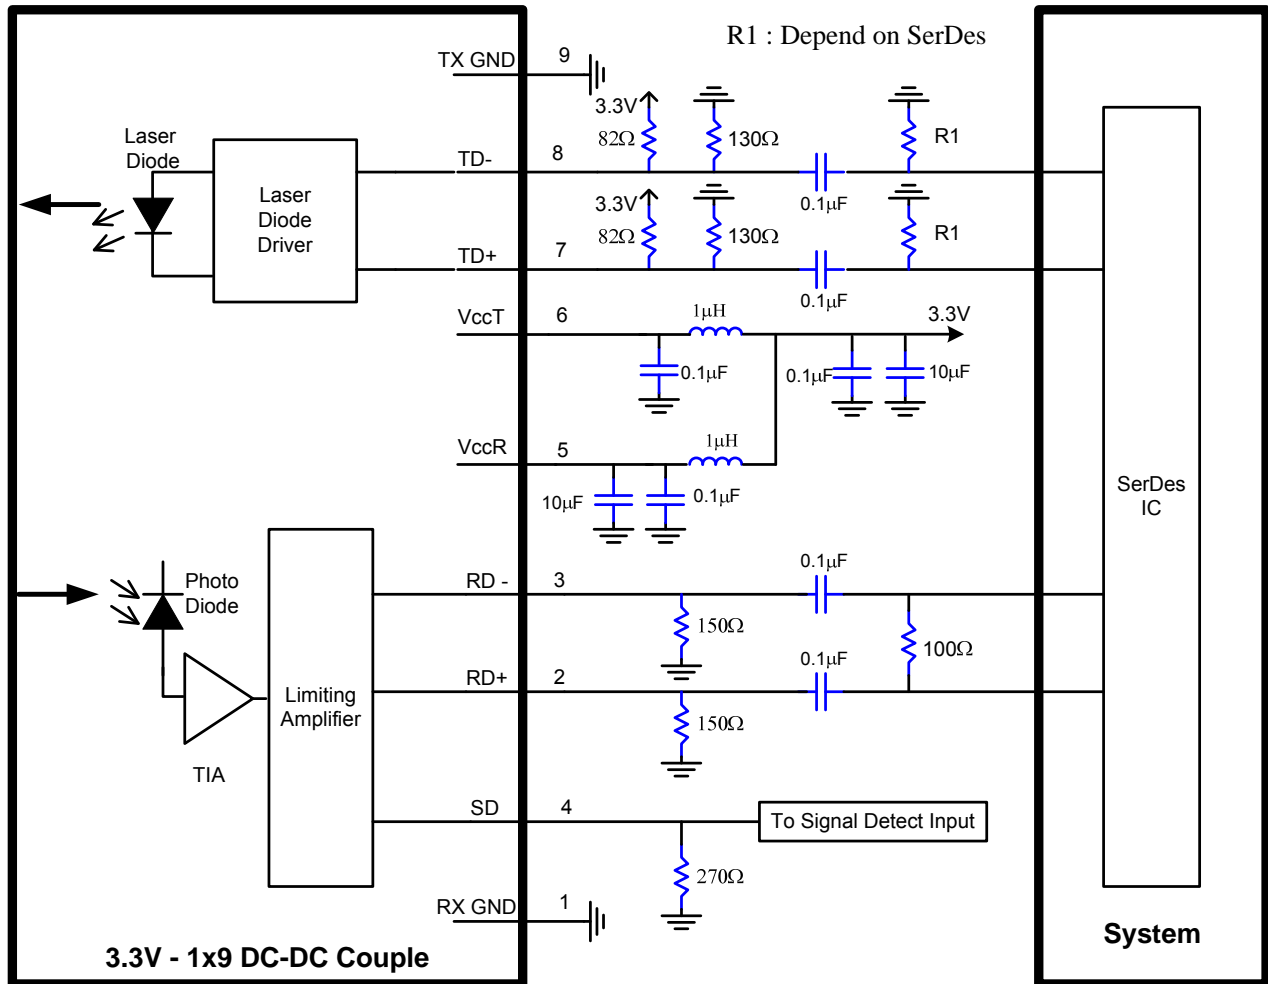 R1 : Depend on SerDes
TX GND
9
3.3V
82Ω
130Ω
R1
Laser
Diode
TD-
8
0.1μF
Laser
Diode
Driver
3.3V
82Ω
130Ω
R1
TD+
7
0.1μF
VccT
6
1μH
3.3V
0.1μF
0.1μF
10μF
VccR
5
1μH
10μF
0.1μF
SerDes
IC
Photo
Diode
RD -
3
0.1μF
150Ω
100Ω
RD+
2
0.1μF
150Ω
Limiting
Amplifier
TIA
SD
4
To Signal Detect Input
270Ω
RX GND
1
3.3V - 1x9 DC-DC Couple
System